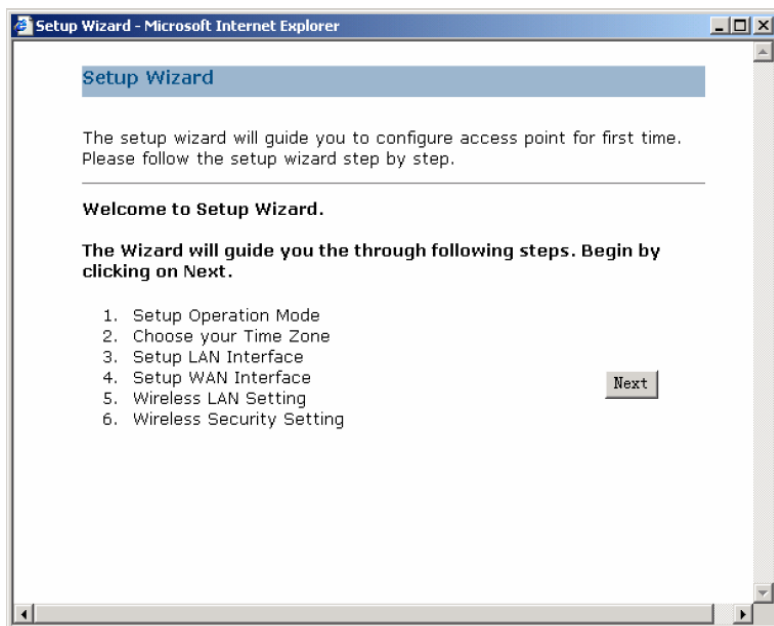 Setup Wizard - Microsoft Internet Explorer
Setup Wizard
The setup wizard will guide you to configure access point for first time.
Please follow the setup wizard step by step.
Welcome to Setup Wizard.
The Wizard will guide you the through following steps. Begin by
clicking on Next.
1. Setup Operation Mode
2. Choose your Time Zone
3. Setup LAN Interface
4. Setup WAN Interface
5. Wireless LAN Setting
6. Wireless Security Setting
Next